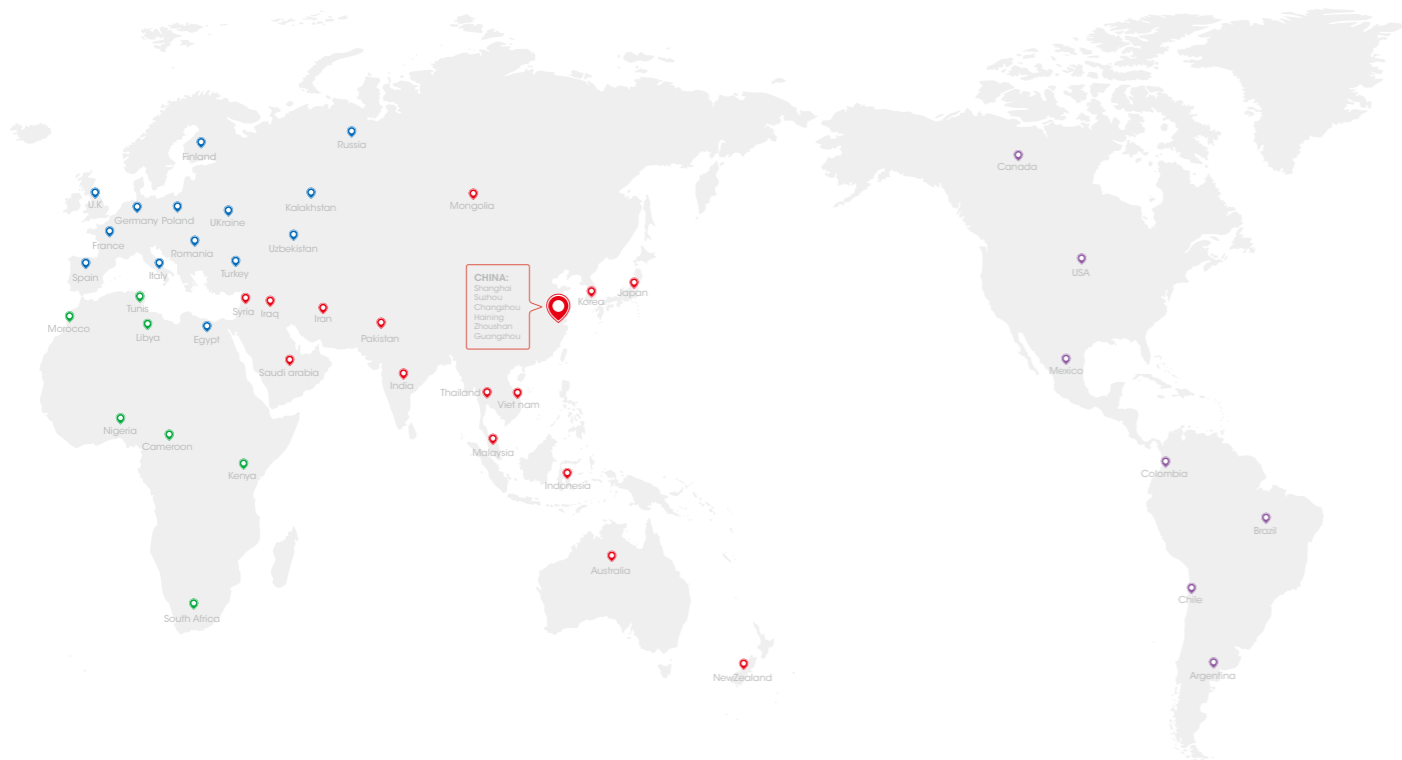 Finland
Russia
Canada
U.K
Germany
Poland
UKraine
Kalakhstan
Mongolia
France
Romania
Uzbekistan
Spain
Italy
Turkey
USA
CHINA:
Shanghai
Suzhou
Changzhou
Haining
Zhoushan
Guangzhou
Korea
Japan
Tunis
Syria
Iraq
Iran
Morocco
Libya
Egypt
Pakistan
Saudi arabia
India
Mexico
Thailand
Viet nam
Nigeria
Cameroon
Malaysia
Kenya
Indonesia
Colombia
Brazil
Australia
Chile
South Africa
NewZealand
Argentina